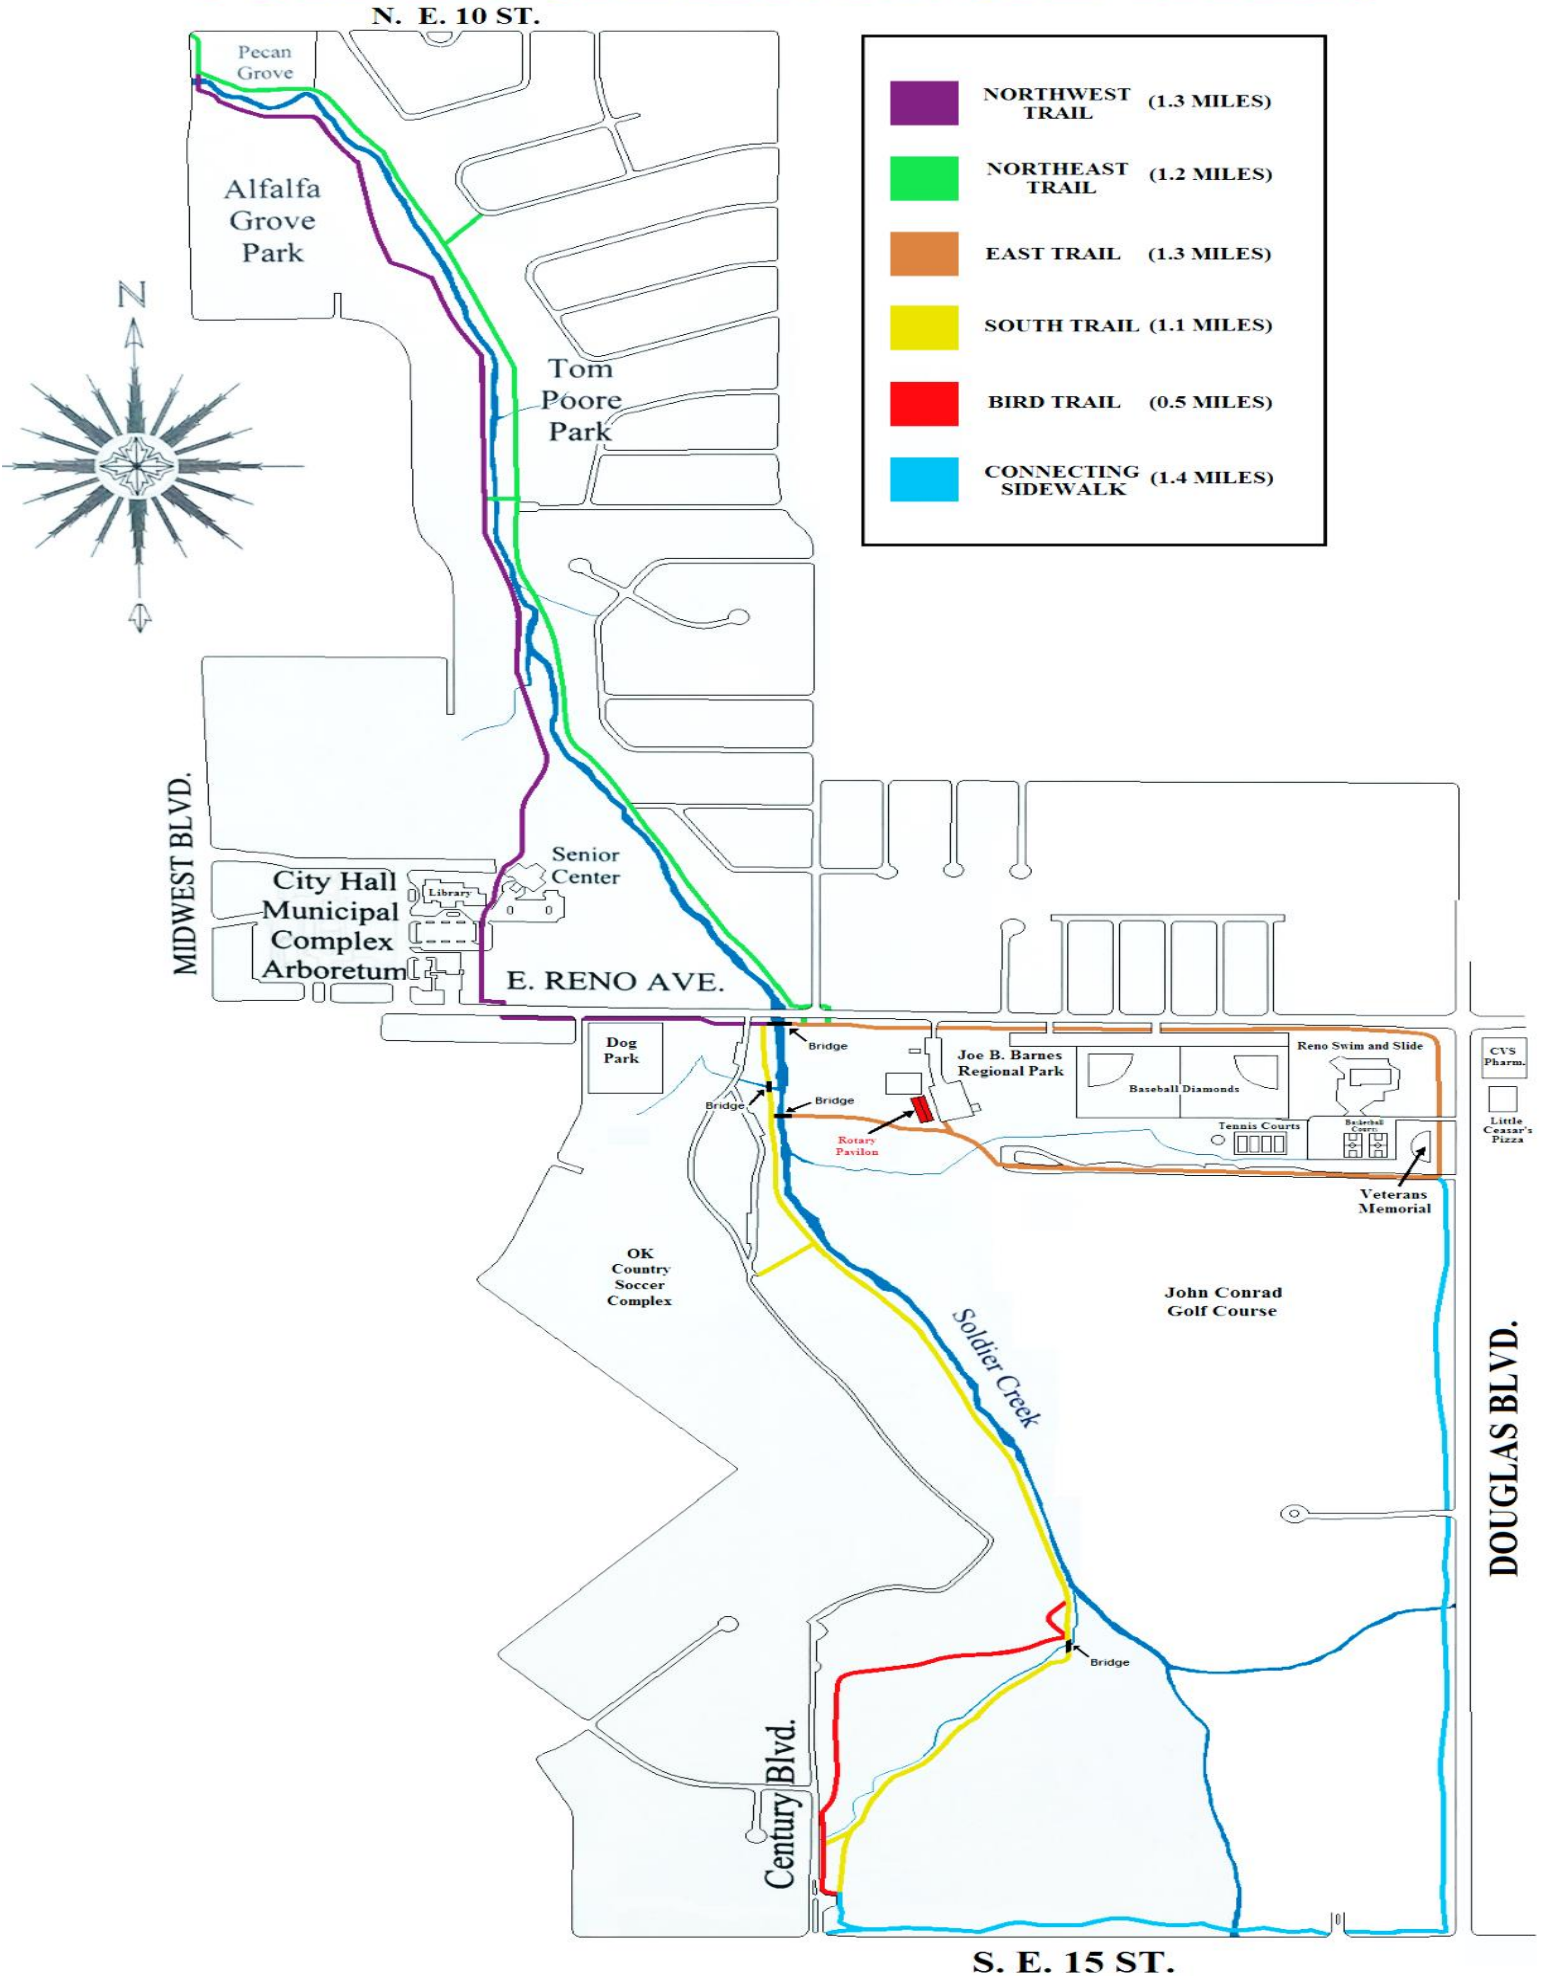 N. E. 10 ST.
Pecan
Grove
NORTHWEST
TRAIL
(1.3 MILES)
NORTHEAST
TRAIL
(1.2 MILES)
EAST TRAIL
(1.3 MILES)
SOUTH TRAIL
(1.1 MILES)
BIRD TRAIL
(0.5 MILES)
CONNECTING
SIDEWALK
(1.4 MILES)
Alfalfa
Grove
Park
N
Tom
Poore
Park
MIDWEST BLVD.
Senior
Center
City Hall
Municipal
Complex
Arboretum
Library
E. RENO AVE.
Dog
Park
Bridge
Joe B. Barnes
Regional Park
Reno Swim and Slide
CVS
Pharm.
Baseball Diamonds
Bridge
Bridge
Little
Ceasar's
Pizza
Tennis Courts
Basketball
Courts
Rotary
Pavilon
Veterans
Memorial
OK
Country
Soccer
Complex
John Conrad
Golf Course
Soldier Creek
DOUGLAS BLVD.
Bridge
Century Blvd.
S. E. 15 ST.